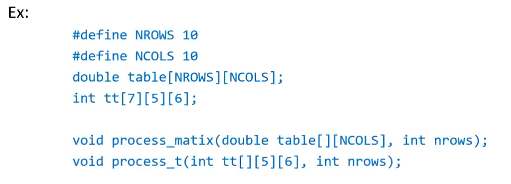 Ex:
#define NROWS 10
#define NCOLS 10
double table[NROWS][NCOLS];
int tt[7][5][6];
void process_matix(double table[][NCOLS], int nrows);
void process_t(int tt[][5][6], int nrows);